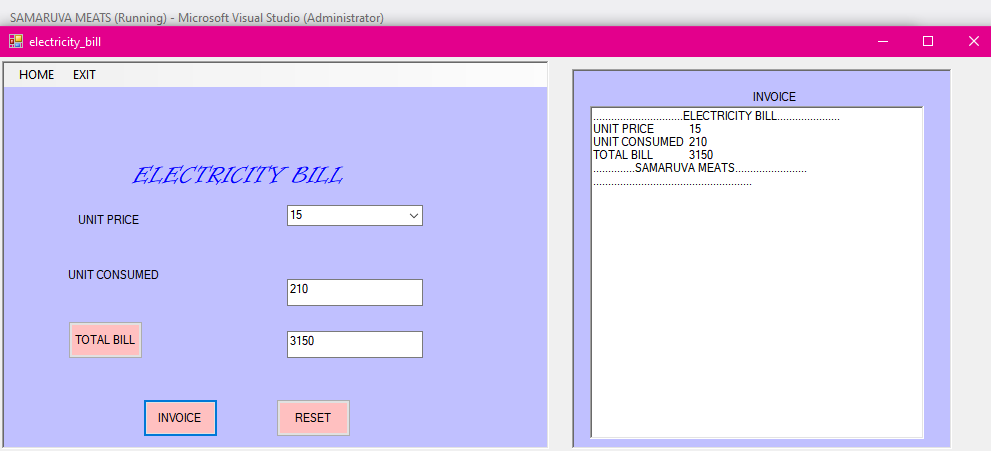 SAMARUVA MEATS (Running) - Microsoft Visual Studio (Administrator)
electricity_bill
HOME EXIT
ELECTRICITY BILL
UNIT PRICE 15
UNIT CONSUMED
210
TOTAL BILL 3150
INVOICE RESET
INVOICE
..............................ELECTRICITY BILL.....................
UNIT PRICE 15
UNIT CONSUMED 210
TOTAL BILL 3150
..............SAMARUVA MEATS........................
.....................................................